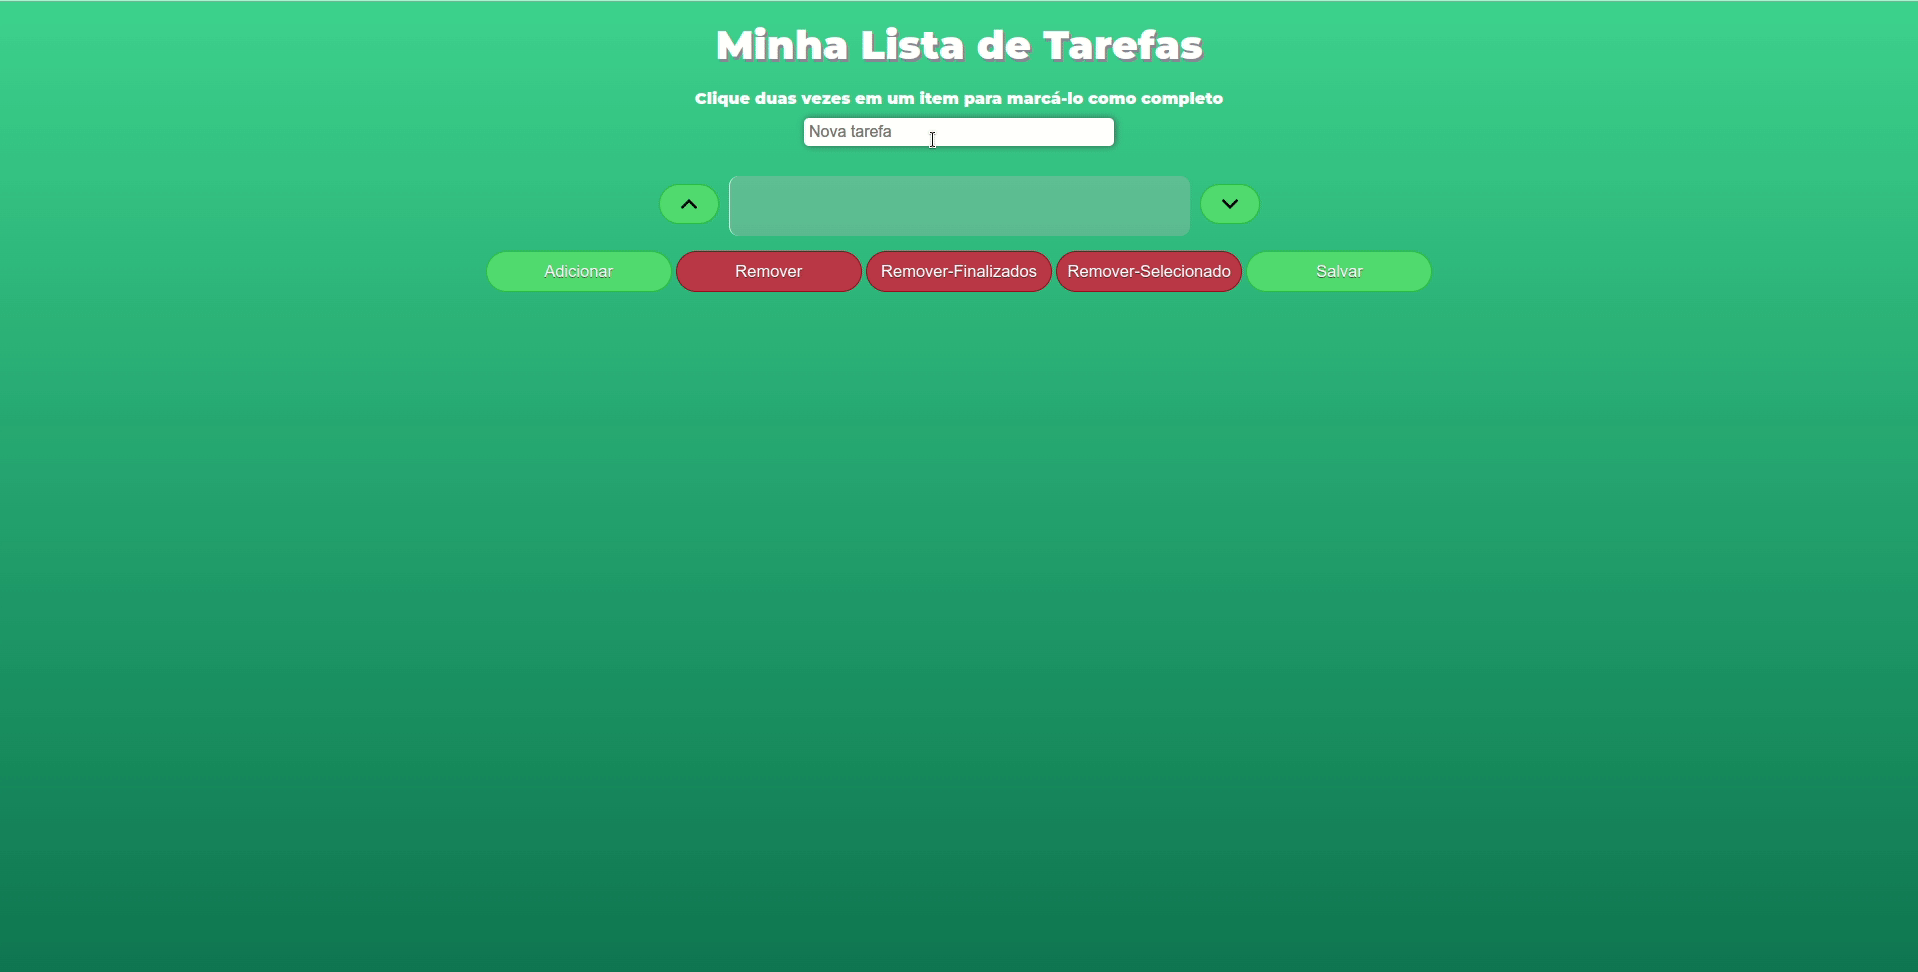 Minha Lista de Tarefas
Clique duas vezes em um item para marcá-lo como completo
Nova tarefa
Adicionar Remover Remover-Finalizados Remover-Selecionado Salvar